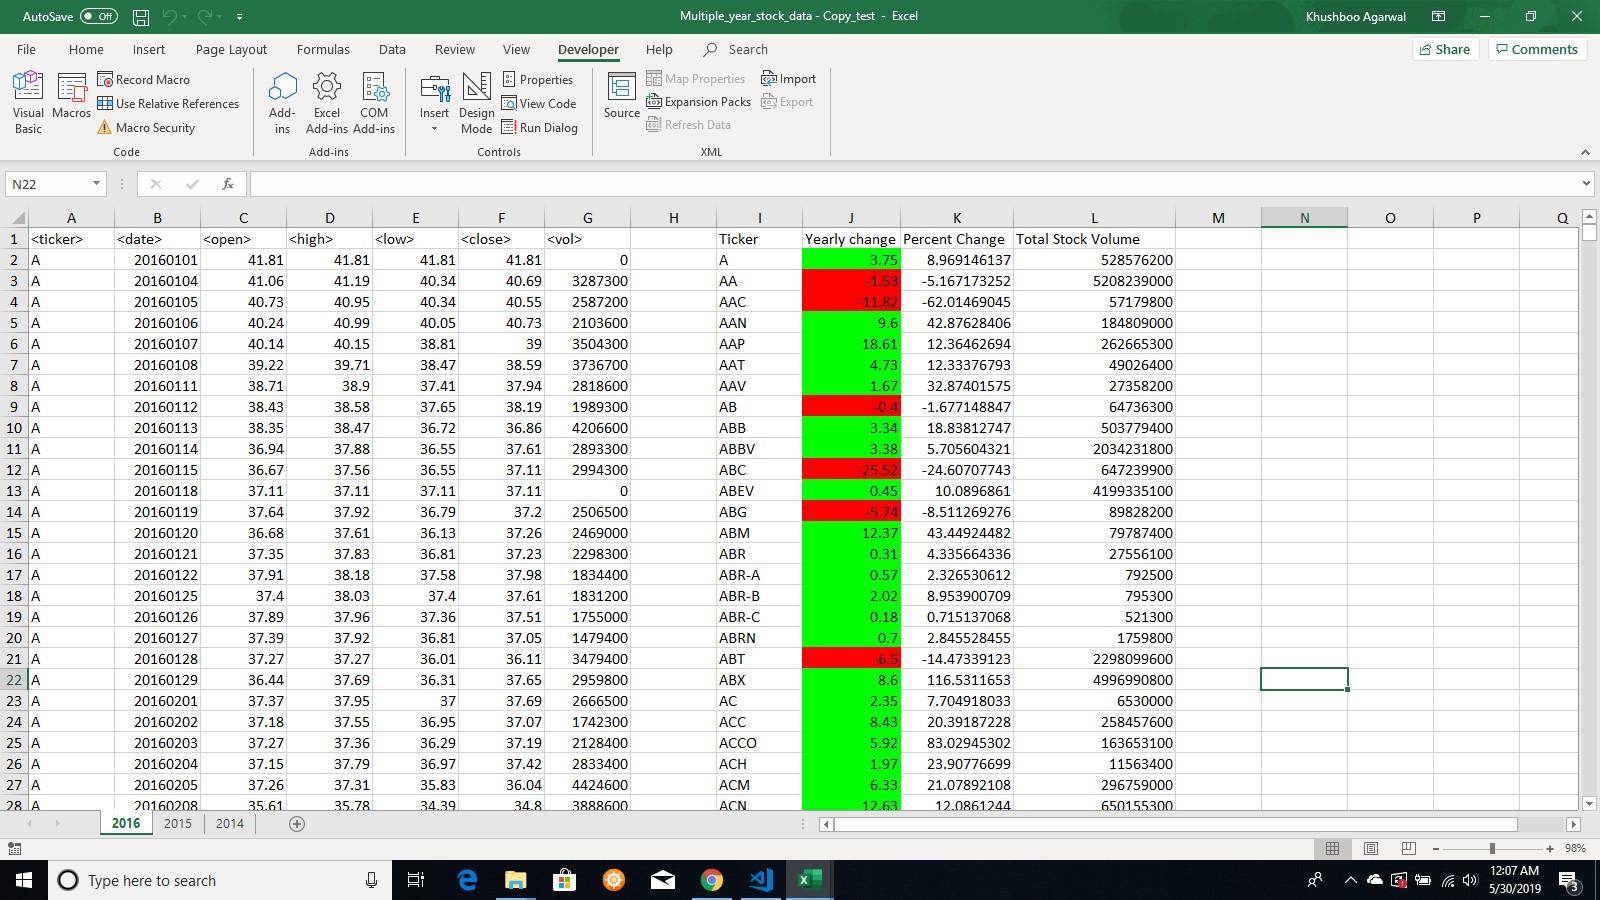 AutoSave Off Multiple_year_stock_data - Copy_test - Excel Khushboo Agarwal
File Home Insert Page Layout Formulas Data Review View Developer Help Search Share Comments
Visual Basic
Macros
Record Macro
Use Relative References
Macro Security
Code
Add-ins
Excel Add-ins
COM Add-ins
Add-ins
Insert
Design Mode
Properties
View Code
Run Dialog
Controls
Source
Map Properties
Expansion Packs
Refresh Data
Import
Export
XML
N22 fx
A B C D E F G H I J K L M N O P Q
1 <ticker> <date> <open> <high> <low> <close> <vol> Ticker Yearly change Percent Change Total Stock Volume
2 A 20160101 41.81 41.81 41.81 41.81 0 A 3.75 8.969146137 528576200
3 A 20160104 41.06 41.19 40.34 40.69 3287300 AA -1.53 -5.167173252 5208239000
4 A 20160105 40.73 40.95 40.34 40.55 2587200 AAC -11.82 -62.01469045 57179800
5 A 20160106 40.24 40.99 40.05 40.73 2103600 AAN 9.6 42.87628406 184809000
6 A 20160107 40.14 40.15 38.81 39 3504300 AAP 18.61 12.36462694 262665300
7 A 20160108 39.22 39.71 38.47 38.59 3736700 AAT 4.73 12.33376793 49026400
8 A 20160111 38.71 38.9 37.41 37.94 2818600 AAV 1.67 32.87401575 27358200
9 A 20160112 38.43 38.58 37.65 38.19 1989300 AB -0.4 -1.677148847 64736300
10 A 20160113 38.35 38.47 36.72 36.86 4206600 ABB 3.34 18.83812747 503779400
11 A 20160114 36.94 37.88 36.55 37.61 2893300 ABBV 3.38 5.705604321 2034231800
12 A 20160115 36.67 37.56 36.55 37.11 2994300 ABC -25.52 -24.60707743 647239900
13 A 20160118 37.11 37.11 37.11 37.11 0 ABEV 0.45 10.0896861 4199335100
14 A 20160119 37.64 37.92 36.79 37.2 2506500 ABG -5.74 -8.511269276 89828200
15 A 20160120 36.68 37.61 36.13 37.26 2469000 ABM 12.37 43.44924482 79787400
16 A 20160121 37.35 37.83 36.81 37.23 2298300 ABR 0.31 4.335664336 27556100
17 A 20160122 37.91 38.18 37.58 37.98 1834400 ABR-A 0.57 2.326530612 792500
18 A 20160125 37.4 38.03 37.4 37.61 1831200 ABR-B 2.02 8.953900709 795300
19 A 20160126 37.89 37.96 37.36 37.51 1755000 ABR-C 0.18 0.715137068 521300
20 A 20160127 37.39 37.92 36.81 37.05 1479400 ABRN 0.7 2.845528455 1759800
21 A 20160128 37.27 37.27 36.01 36.11 3479400 ABT -6.5 -14.47339123 2298099600
22 A 20160129 36.44 37.69 36.31 37.65 2959800 ABX 8.6 116.5311653 4996990800
23 A 20160201 37.37 37.95 37 37.69 2666500 AC 2.35 7.704918033 6530000
24 A 20160202 37.18 37.55 36.95 37.07 1742300 ACC 8.43 20.39187228 258457600
25 A 20160203 37.27 37.36 36.29 37.19 2128400 ACCO 5.92 83.02945302 163653100
26 A 20160204 37.15 37.79 36.97 37.42 2833400 ACH 1.97 23.90776699 11563400
27 A 20160205 37.26 37.31 35.83 36.04 4424600 ACM 6.33 21.07892108 296759000
28 A 20160208 35.61 35.78 34.39 34.8 3888600 ACN 12.63 12.0861244 650155300
2016 2015 2014
98%
Type here to search
12:07 AM
5/30/2019
3